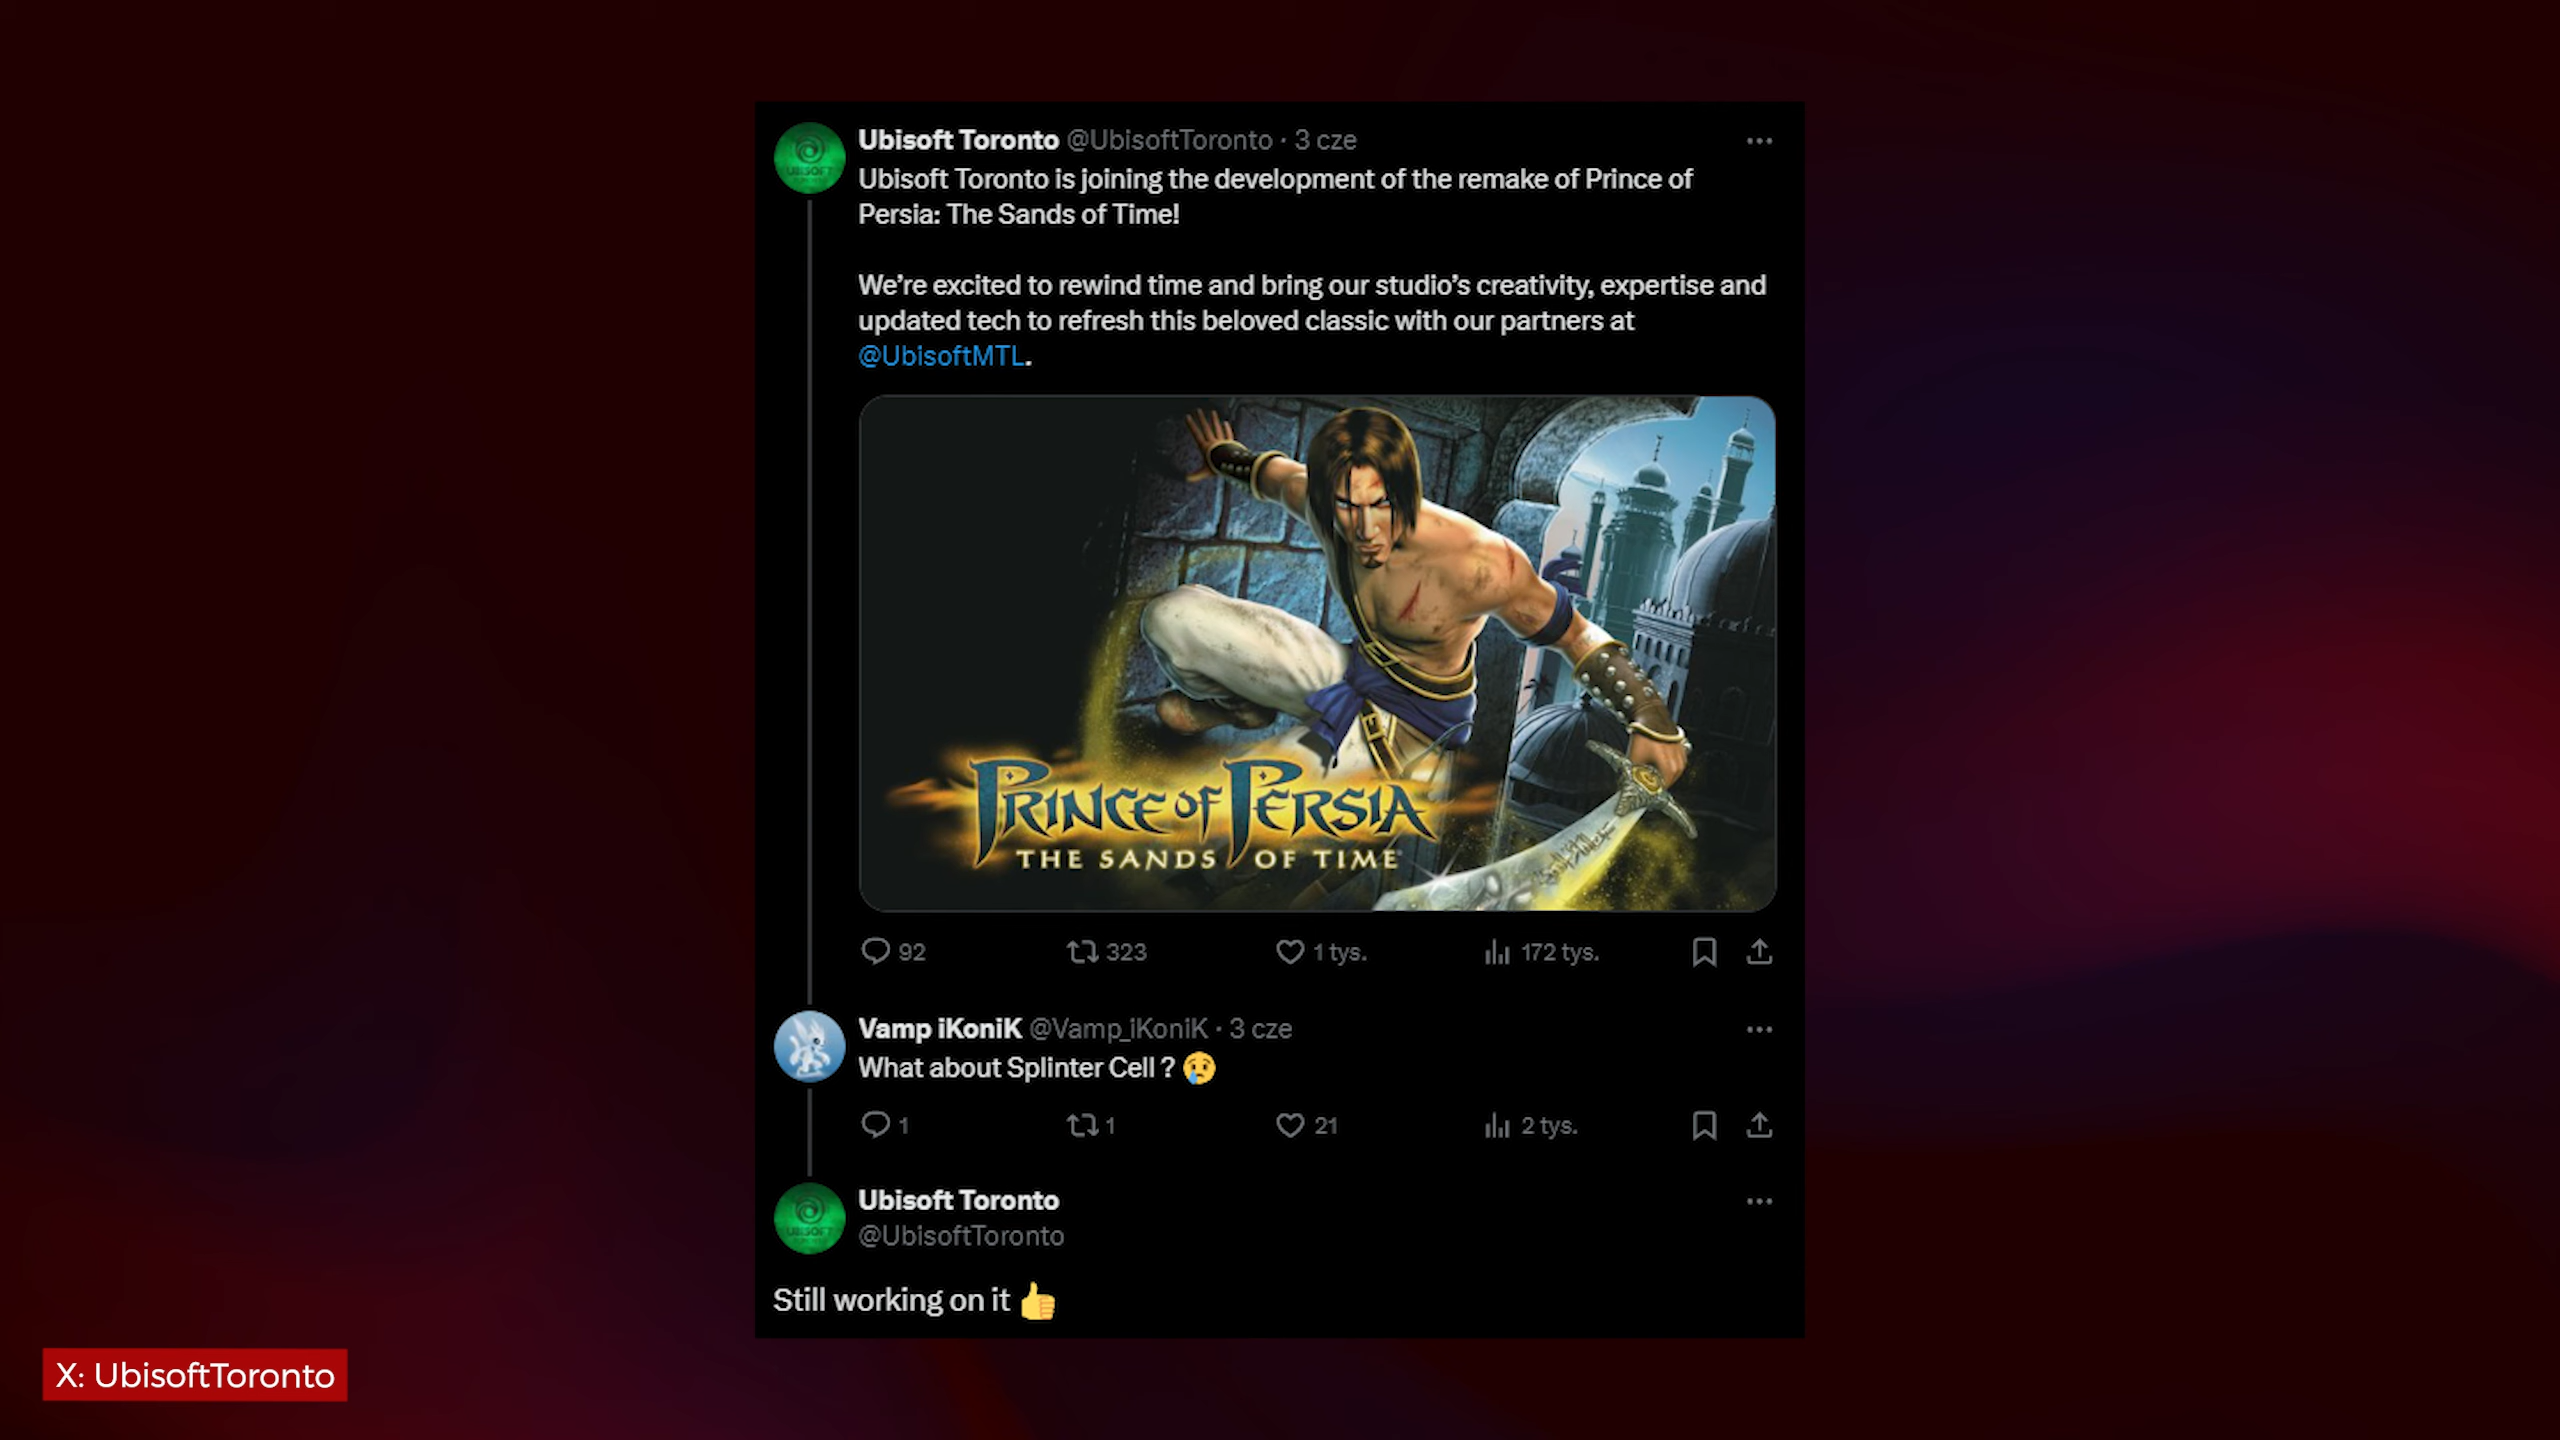 Ubisoft Toronto @UbisoftToronto · 3 cze
Ubisoft Toronto is joining the development of the remake of Prince of
Persia: The Sands of Time!
We’re excited to rewind time and bring our studio’s creativity, expertise and
updated tech to refresh this beloved classic with our partners at
@UbisoftMTL.
PRINCE OF PERSIA
THE SANDS OF TIME
92 323 1 tys. 172 tys.
Vamp iKoniK @Vamp_iKoniK · 3 cze
What about Splinter Cell ? 😢
1 1 21 2 tys.
Ubisoft Toronto
@UbisoftToronto
Still working on it 👍
X: UbisoftToronto